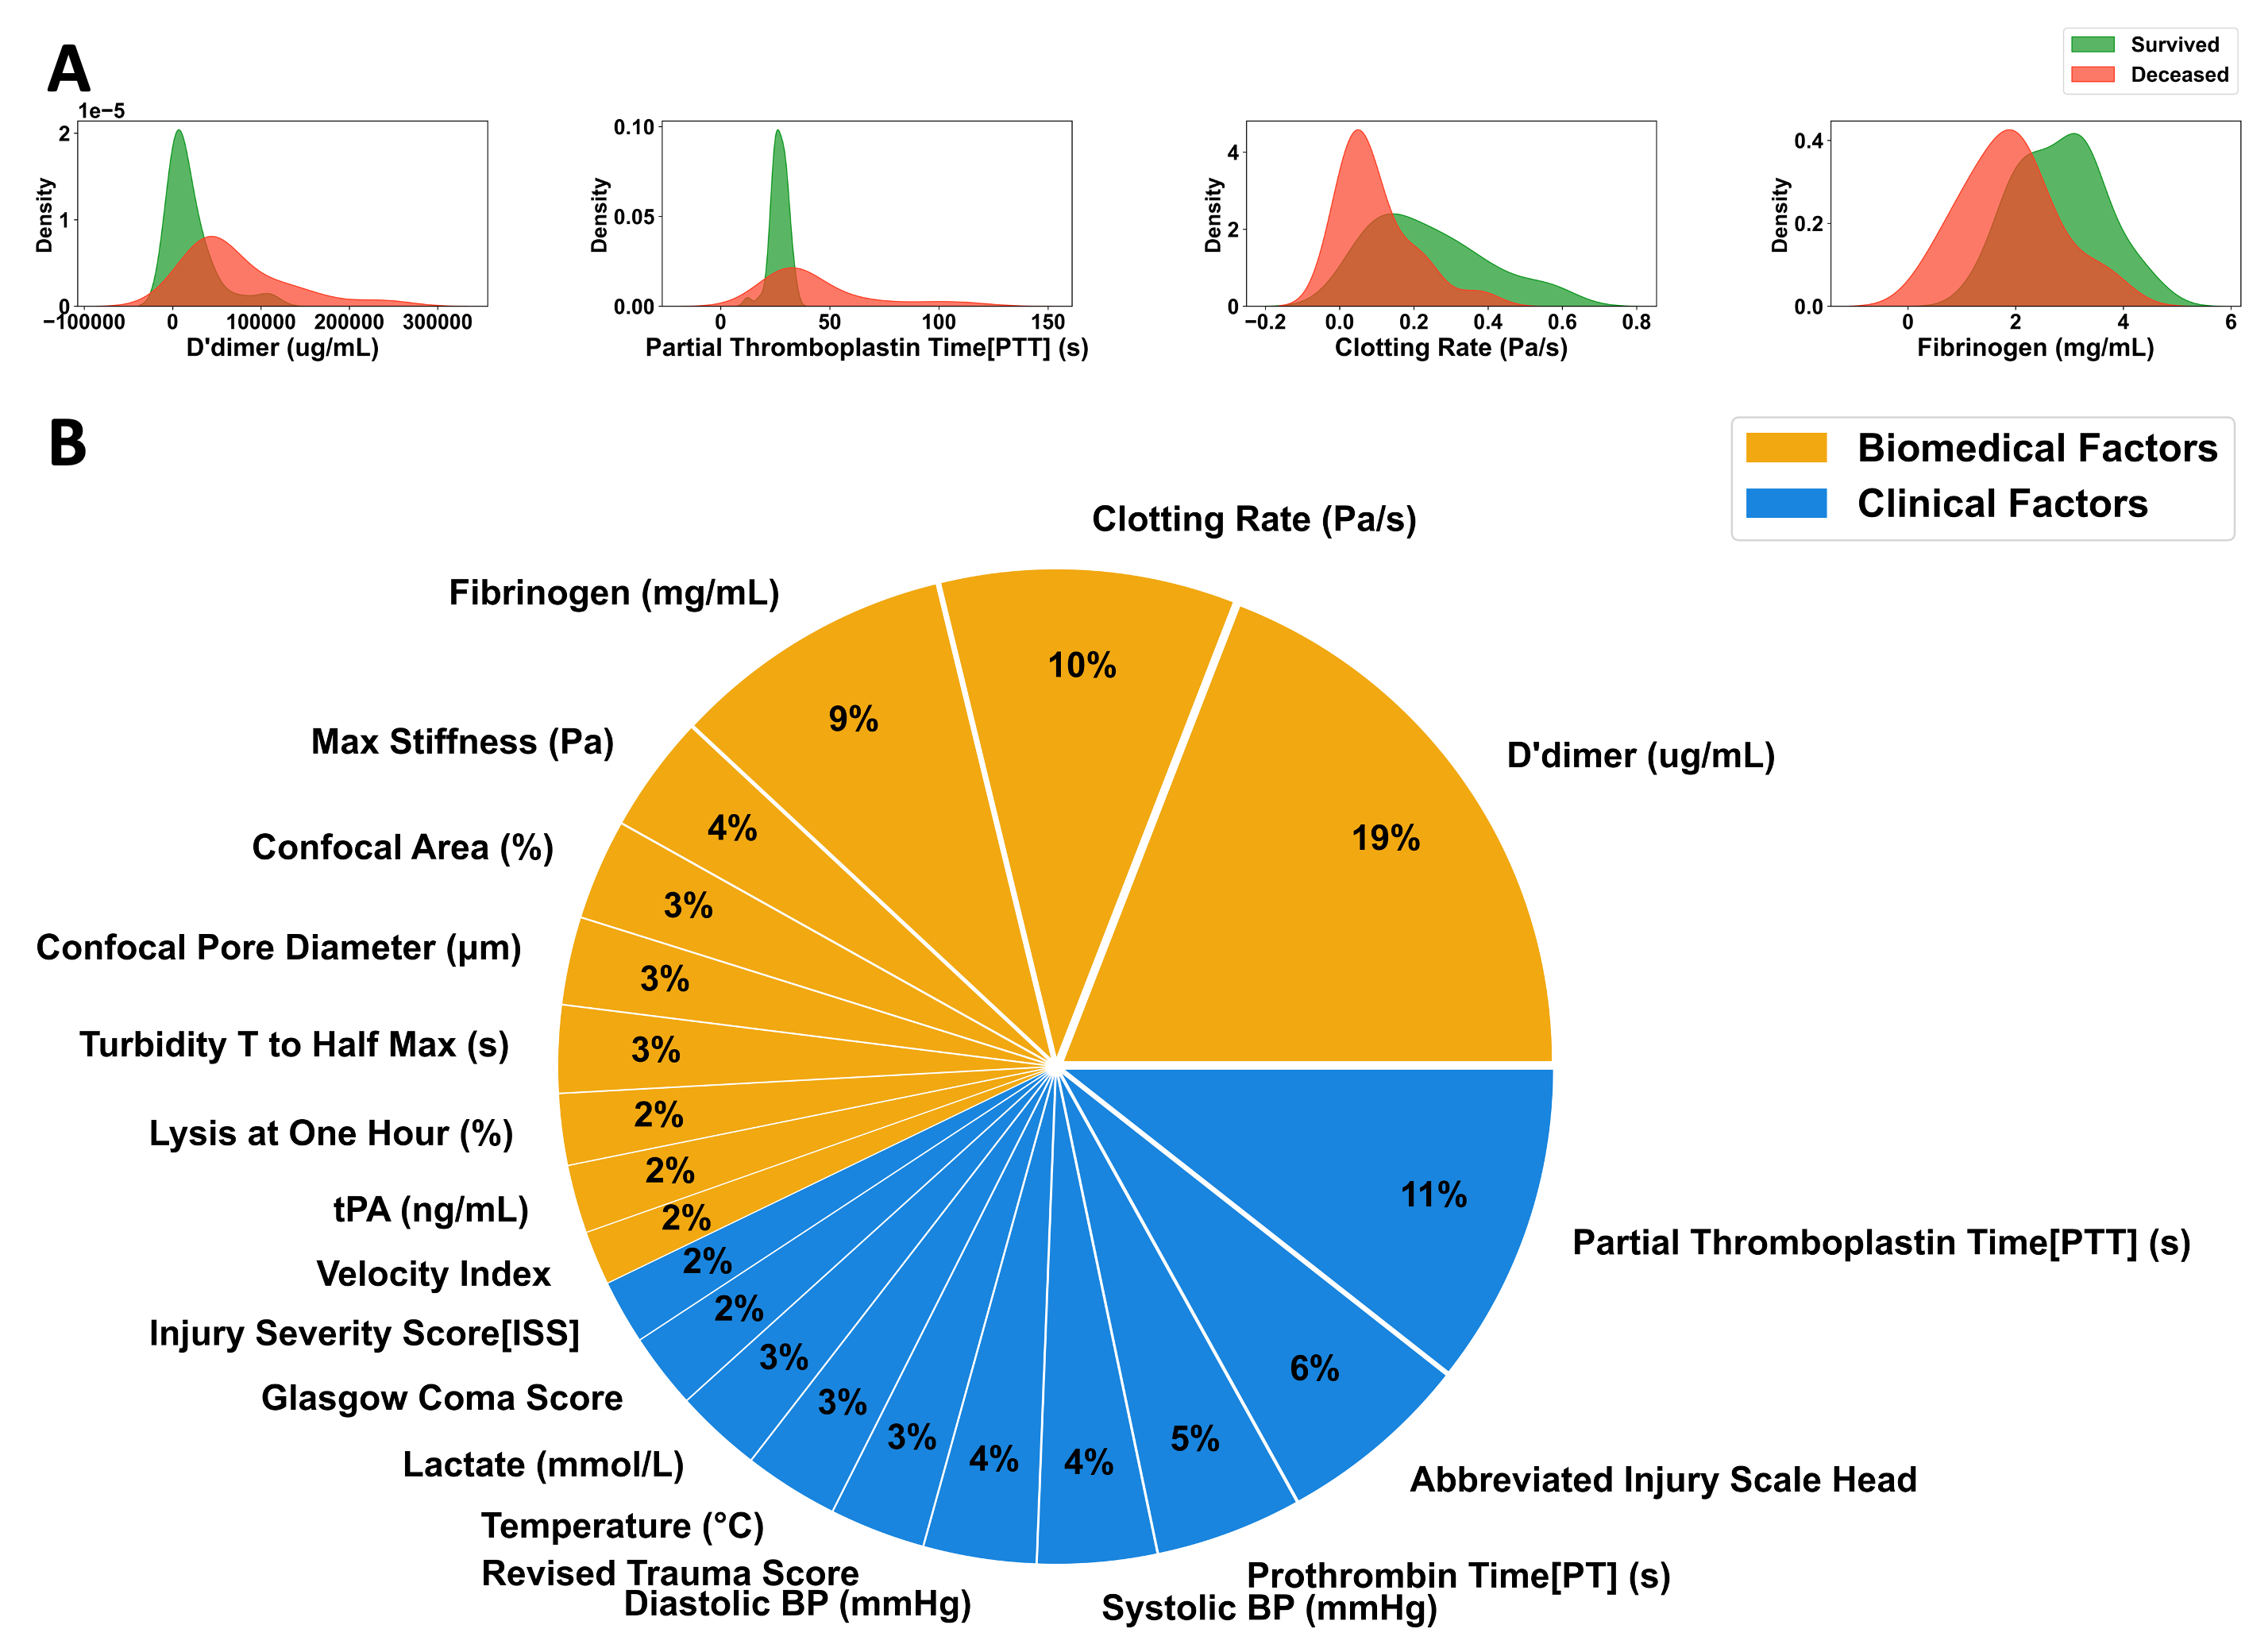 A
Survived
Deceased
1e−5
2
1
0
Density
−100000
0
100000
200000
300000
D'dimer (ug/mL)
0.10
0.05
0.00
Density
0
50
100
150
Partial Thromboplastin Time[PTT] (s)
4
2
0
Density
−0.2
0.0
0.2
0.4
0.6
0.8
Clotting Rate (Pa/s)
0.4
0.2
0.0
Density
0
2
4
6
Fibrinogen (mg/mL)
B
Biomedical Factors
Clinical Factors
Clotting Rate (Pa/s)
10%
Fibrinogen (mg/mL)
9%
D'dimer (ug/mL)
19%
Max Stiffness (Pa)
4%
Confocal Area (%)
3%
Confocal Pore Diameter (μm)
3%
Turbidity T to Half Max (s)
3%
Lysis at One Hour (%)
2%
tPA (ng/mL)
2%
Velocity Index
2%
Injury Severity Score[ISS]
2%
Glasgow Coma Score
2%
Lactate (mmol/L)
3%
Temperature (°C)
3%
Revised Trauma Score
3%
Diastolic BP (mmHg)
4%
Systolic BP (mmHg)
4%
Prothrombin Time[PT] (s)
5%
Abbreviated Injury Scale Head
6%
Partial Thromboplastin Time[PTT] (s)
11%